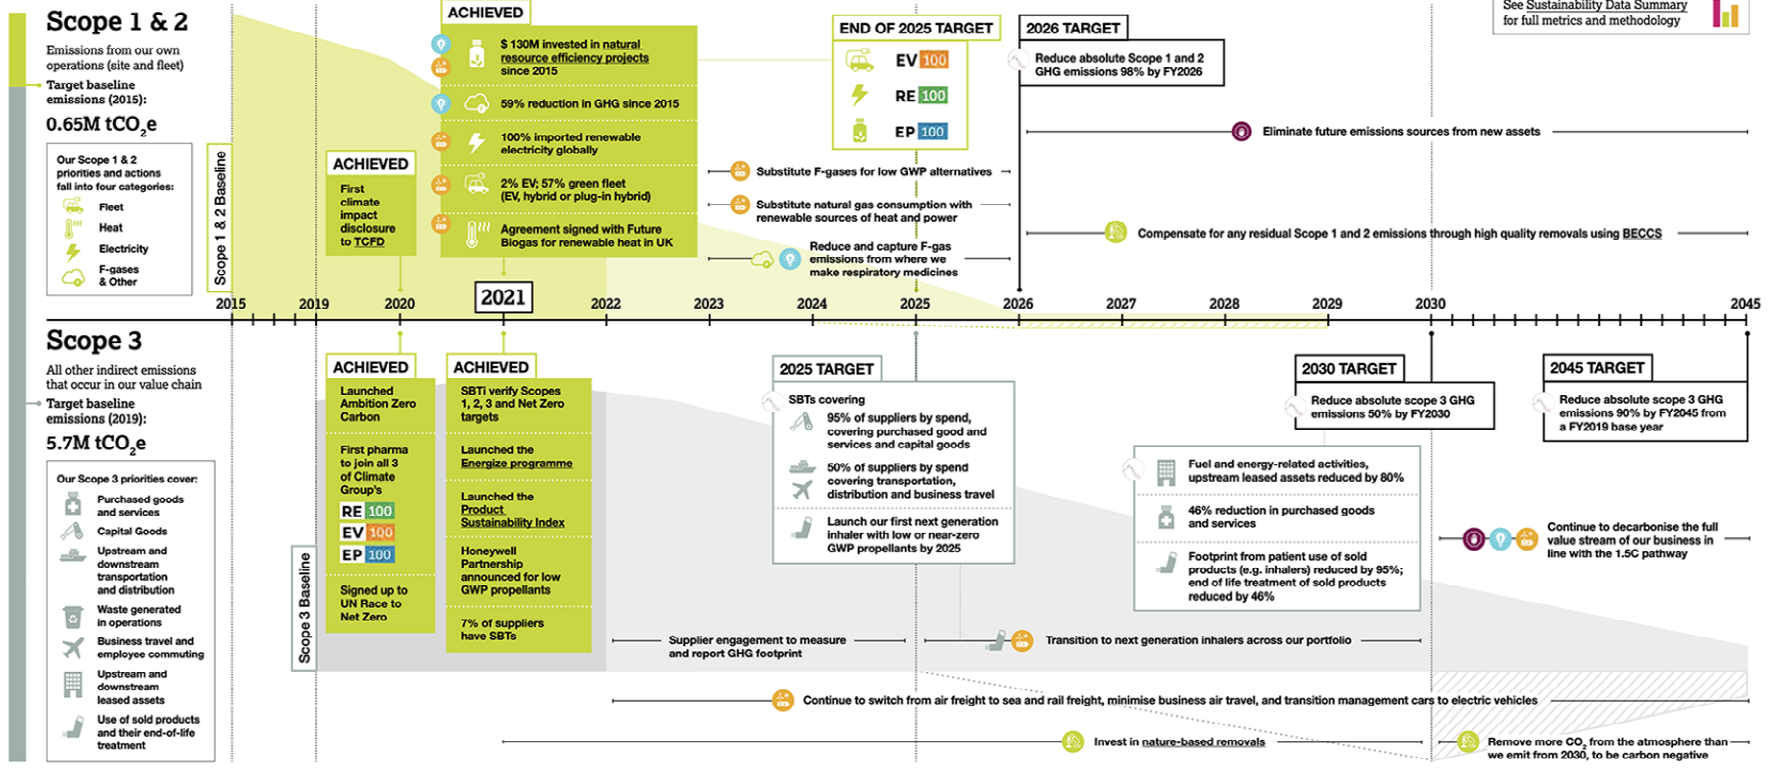 Scope 1 & 2
Emissions from our own
operations (site and fleet)
Target baseline
emissions (2015):
0.65M tCO2e
Our Scope 1 & 2
priorities and actions
fall into four categories:
Fleet
Heat
Electricity
F-gases
& Other
Scope 1 & 2 Baseline
ACHIEVED
First
climate
impact
disclosure
to TCFD
ACHIEVED
$ 130M invested in natural
resource efficiency projects
since 2015
59% reduction in GHG since 2015
100% imported renewable
electricity globally
2% EV; 57% green fleet
(EV, hybrid or plug-in hybrid)
Agreement signed with Future
Biogas for renewable heat in UK
END OF 2025 TARGET
EV 100
RE 100
EP 100
Substitute F-gases for low GWP alternatives
Substitute natural gas consumption with
renewable sources of heat and power
Reduce and capture F-gas
emissions from where we
make respiratory medicines
2026 TARGET
Reduce absolute Scope 1 and 2
GHG emissions 98% by FY2026
See Sustainability Data Summary
for full metrics and methodology
Eliminate future emissions sources from new assets
Compensate for any residual Scope 1 and 2 emissions through high quality removals using BECCS
2015 2019 2020 2021 2022 2023 2024 2025 2026 2027 2028 2029 2030 2045
Scope 3
All other indirect emissions
that occur in our value chain
Target baseline
emissions (2019):
5.7M tCO2e
Our Scope 3 priorities cover:
Purchased goods
and services
Capital Goods
Upstream and
downstream
transportation
and distribution
Waste generated
in operations
Business travel and
employee commuting
Upstream and
downstream
leased assets
Use of sold products
and their end-of-life
treatment
Scope 3 Baseline
ACHIEVED
Launched
Ambition Zero
Carbon
First pharma
to join all 3
of Climate
Group's
RE 100
EV 100
EP 100
Signed up to
UN Race to
Net Zero
ACHIEVED
SBTi verify Scopes
1, 2, 3 and Net Zero
targets
Launched the
Energize programme
Launched the
Product
Sustainability Index
Honeywell
Partnership
announced for low
GWP propellants
7% of suppliers
have SBTs
2025 TARGET
SBTs covering
95% of suppliers by spend,
covering purchased good and
services and capital goods
50% of suppliers by spend
covering transportation,
distribution and business travel
Launch our first next generation
inhaler with low or near-zero
GWP propellants by 2025
2030 TARGET
Reduce absolute scope 3 GHG
emissions 50% by FY2030
Fuel and energy-related activities,
upstream leased assets reduced by 80%
46% reduction in purchased goods
and services
Footprint from patient use of sold
products (e.g. inhalers) reduced by 95%;
end of life treatment of sold products
reduced by 46%
2045 TARGET
Reduce absolute scope 3 GHG
emissions 90% by FY2045 from
a FY2019 base year
Continue to decarbonise the full
value stream of our business in
line with the 1.5C pathway
Supplier engagement to measure
and report GHG footprint
Transition to next generation inhalers across our portfolio
Continue to switch from air freight to sea and rail freight, minimise business air travel, and transition management cars to electric vehicles
Invest in nature-based removals
Remove more CO2 from the atmosphere than
we emit from 2030, to be carbon negative